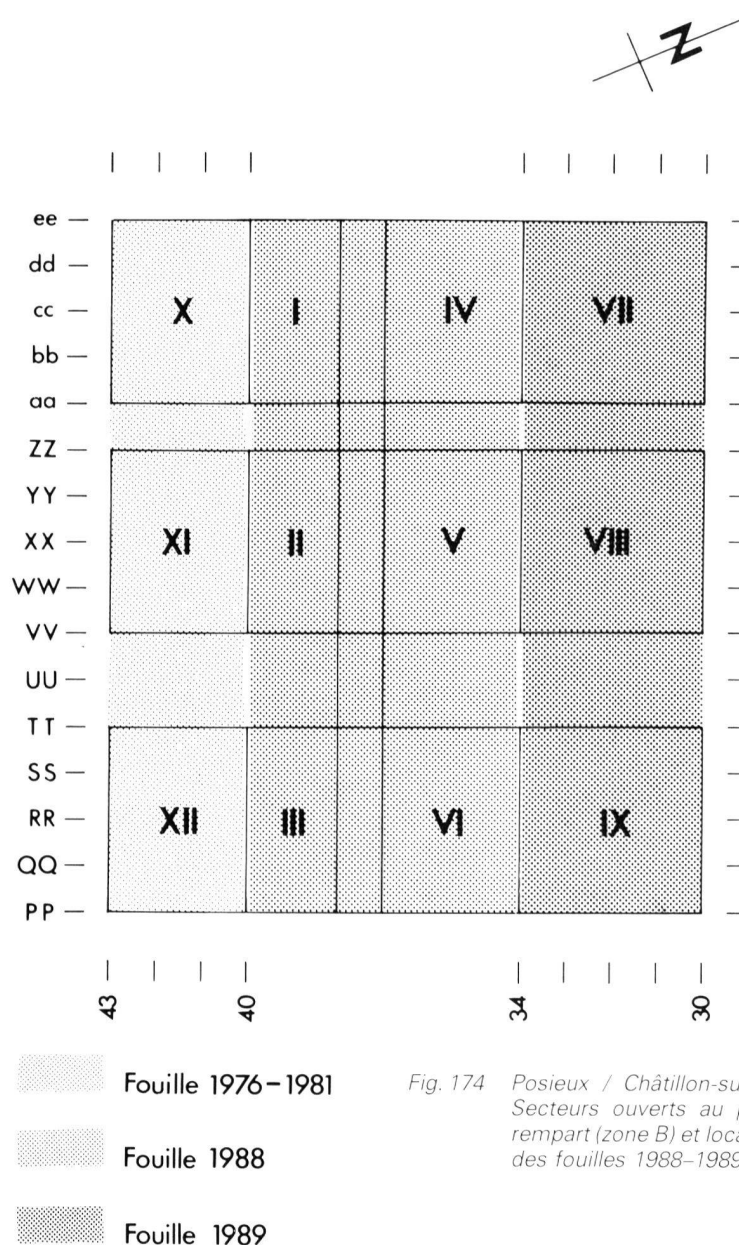 N
ee
dd
cc X I IV VII
bb
aa
ZZ
YY
XX XI II V VIII
WW
VV
UU
TT
SS
RR XII III VI IX
QQ
PP
43 40 34 30
Fouille 1976–1981
Fouille 1988
Fouille 1989
Fig. 174 Posieux / Châtillon-su
Secteurs ouverts au p
rempart (zone B) et loca
des fouilles 1988–1989